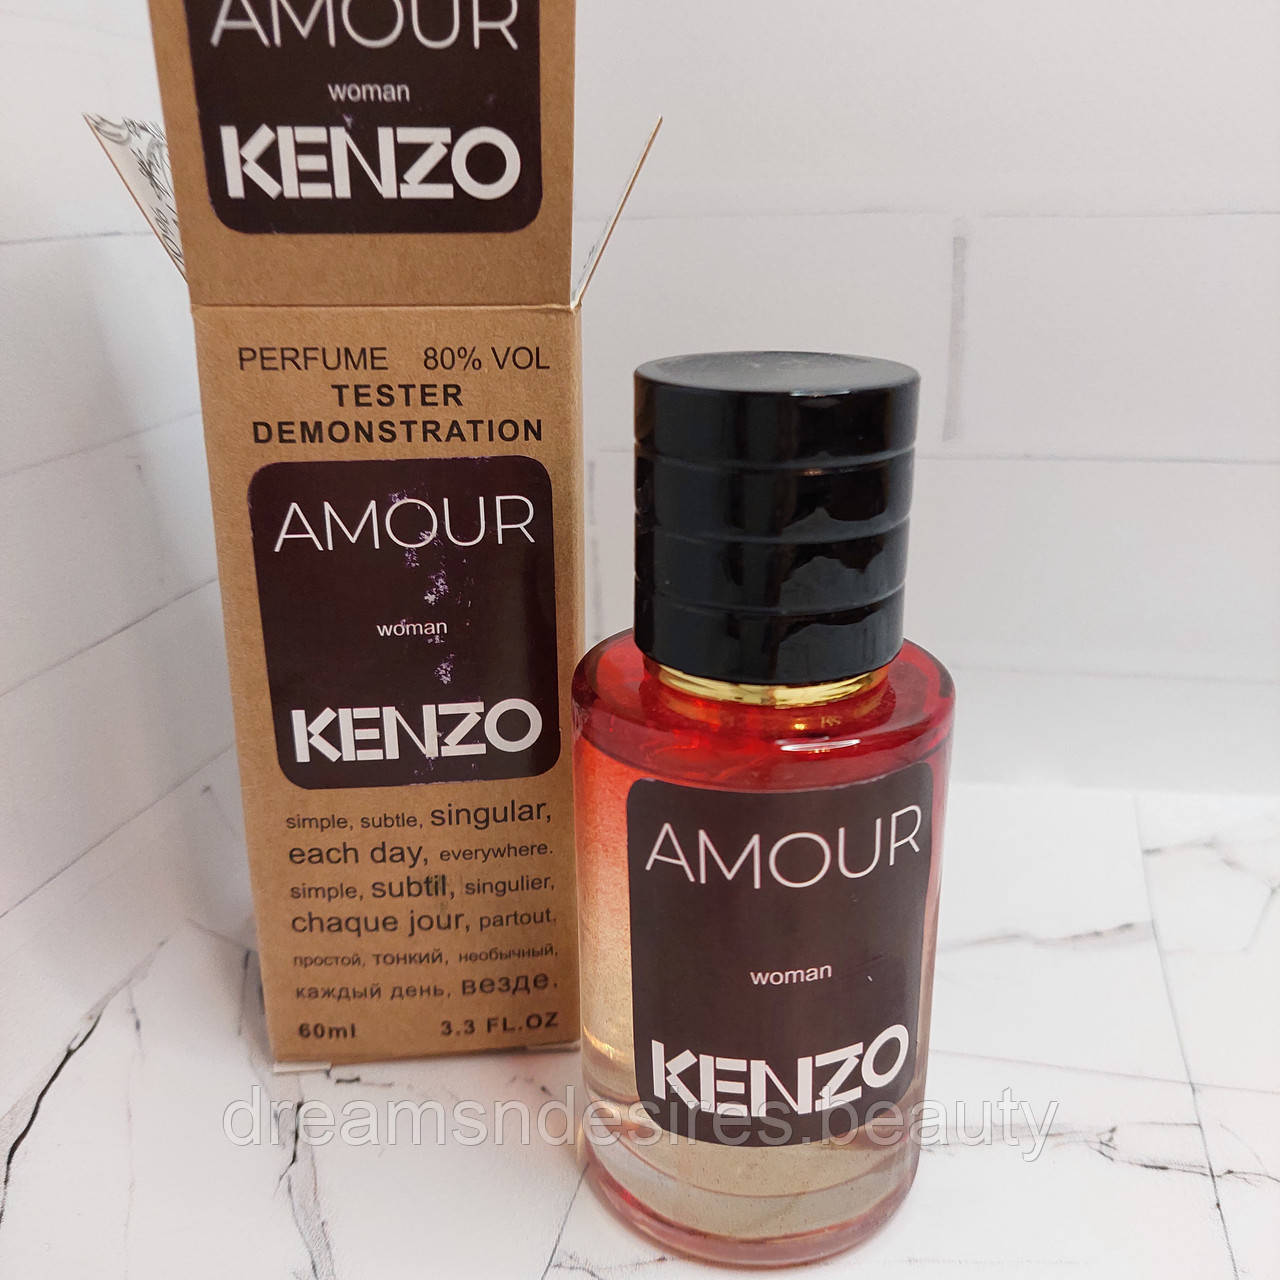 AMOUR
woman
KENZO
PERFUME 80% VOL
TESTER
DEMONSTRATION
AMOUR
woman
KENZO
simple, subtle, singular,
each day, everywhere.
simple, subtil, singulier,
chaque jour, partout.
простой, тонкий, необычный,
каждый день, везде.
60ml 3.3 FL.OZ
AMOUR
woman
KENZO
dreamsndesires.beauty